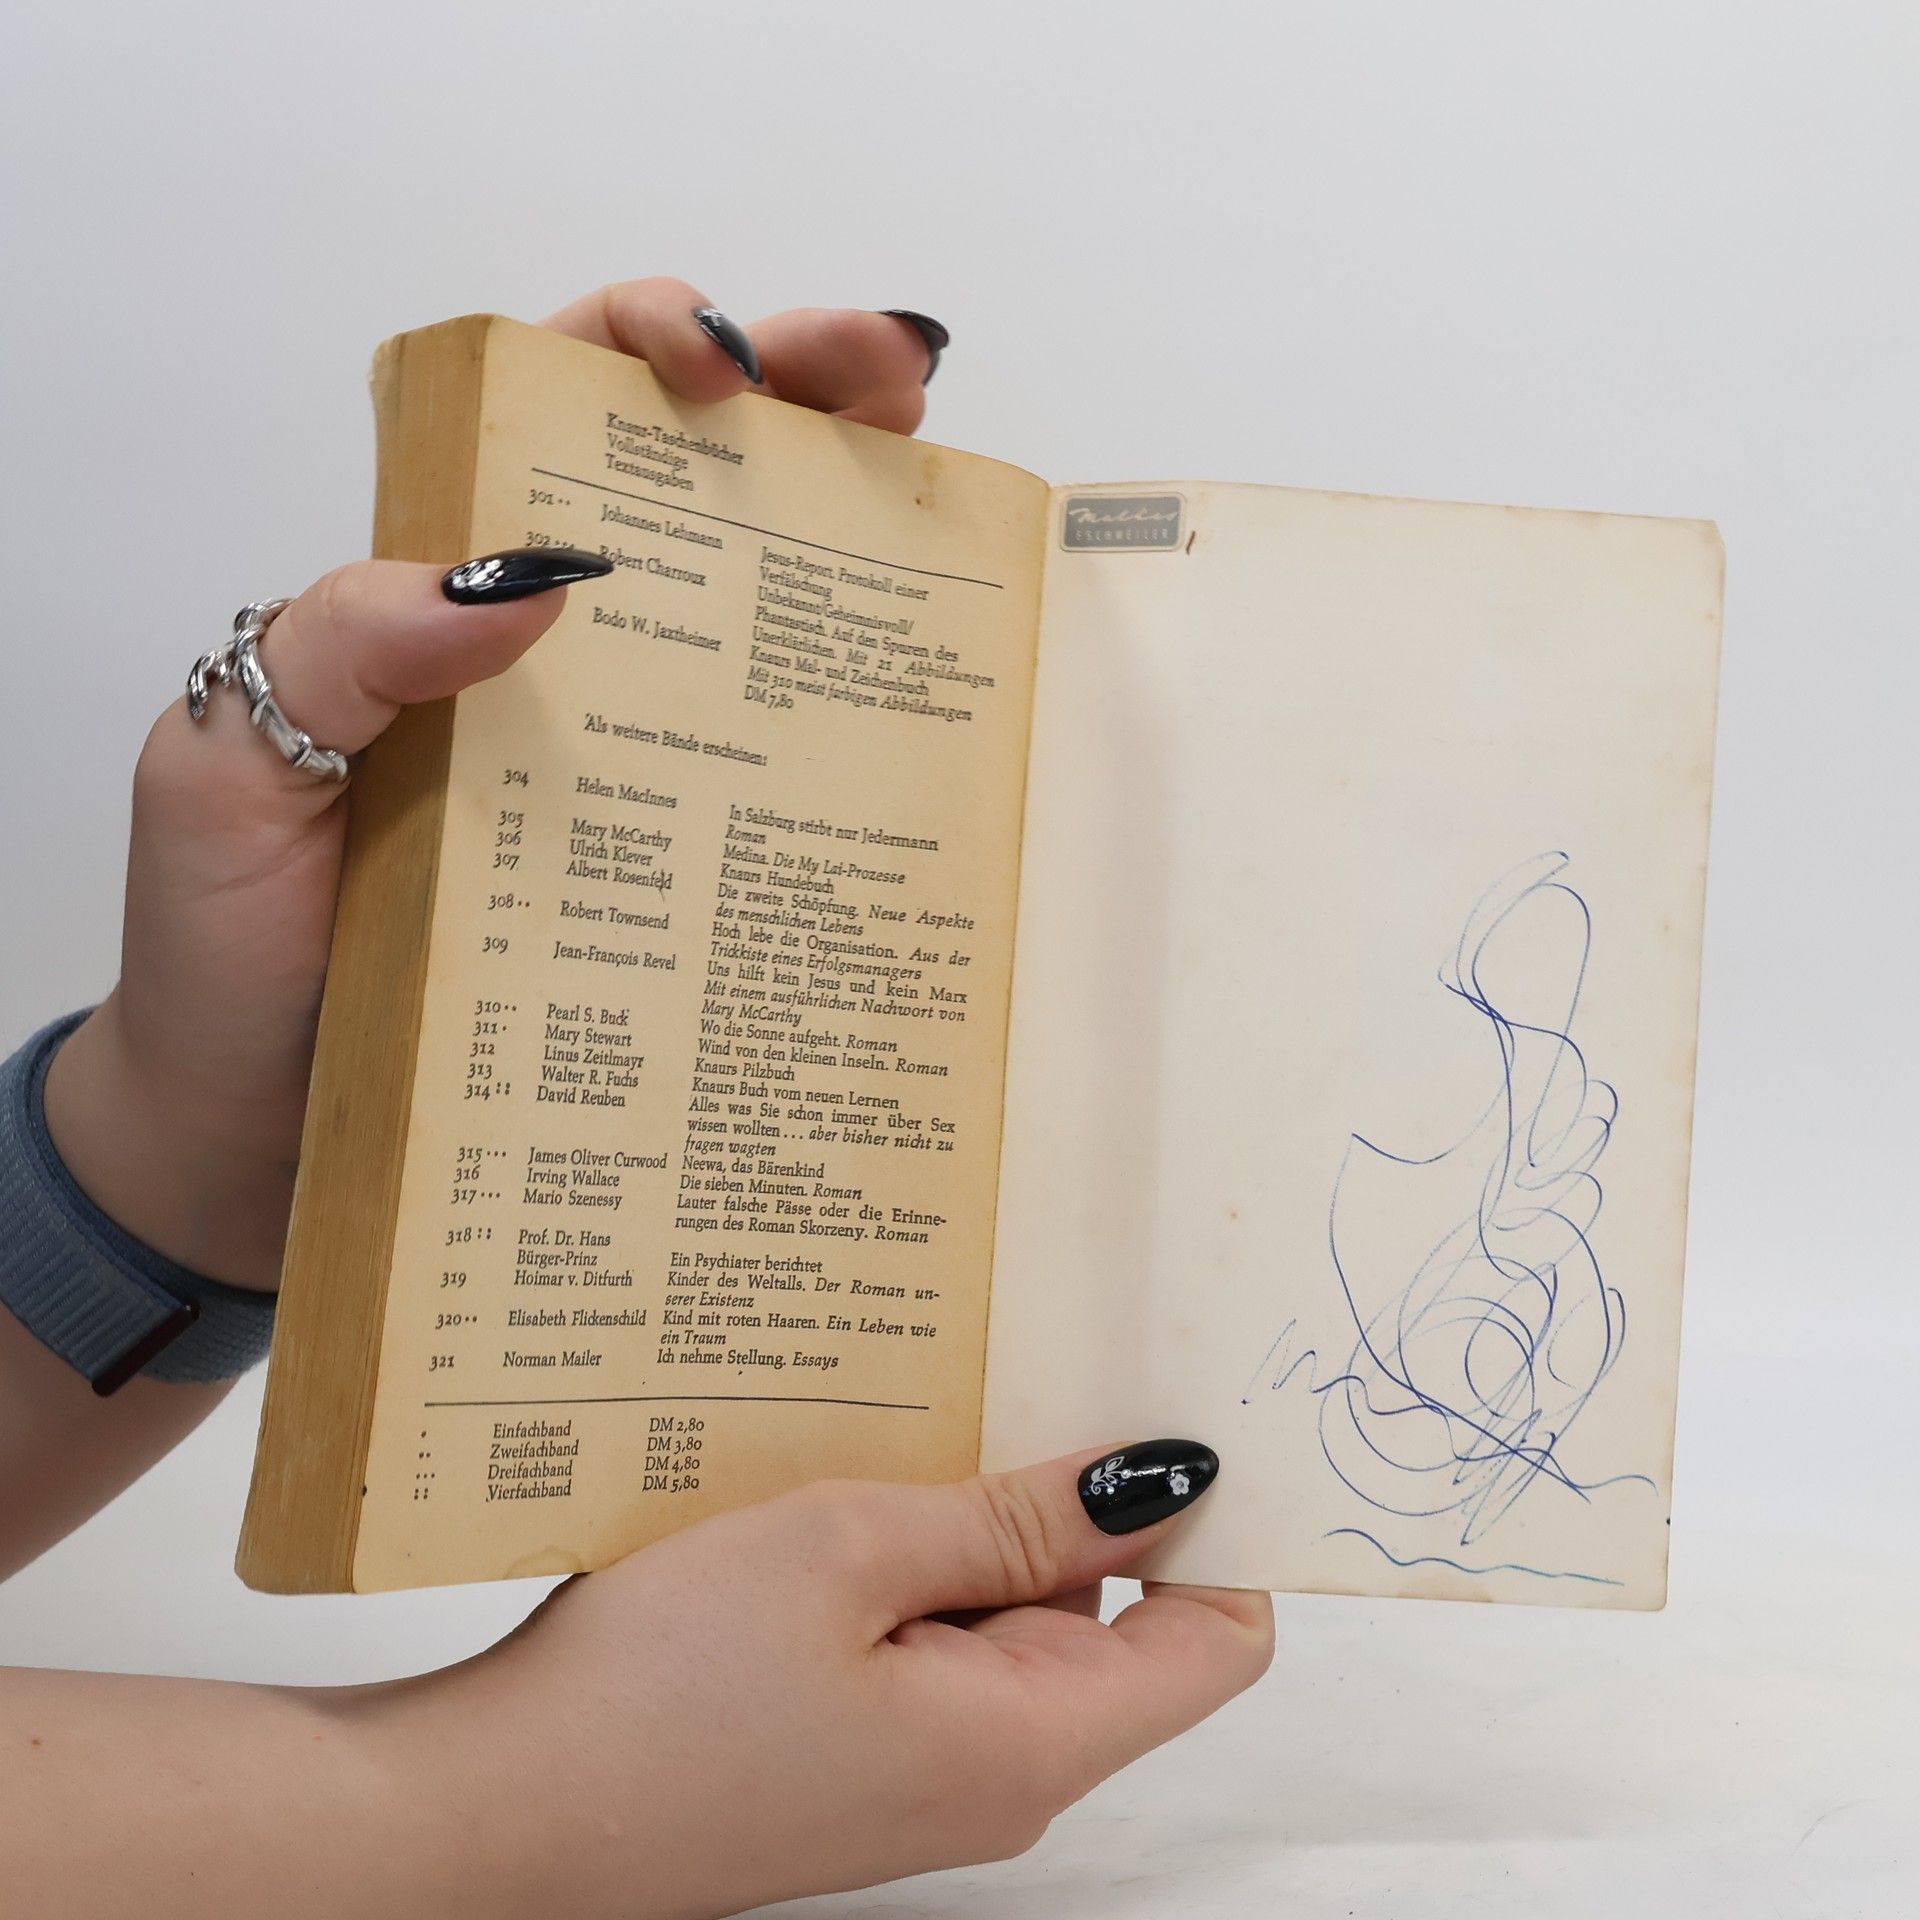 Knaur-Taschenbücher
Vollständige
Textausgaben
301 •• Johannes Lehmann Jesus-Report. Protokoll einer
Verfälschung
302 Robert Charroux Unbekannt/Geheimnisvoll/
Phantastisch. Auf den Spuren des
Unerklärlichen. Mit 21 Abbildungen
Bodo W. Jaxtheimer Knaurs Mal- und Zeichenbuch
Mit 310 meist farbigen Abbildungen
DM 7,80
Als weitere Bände erscheinen:
304 Helen MacInnes In Salzburg stirbt nur Jedermann
Roman
305 Mary McCarthy Medina. Die My Lai-Prozesse
306 Ulrich Klever Knaurs Hundebuch
307 Albert Rosenfeld Die zweite Schöpfung. Neue Aspekte
des menschlichen Lebens
308 •• Robert Townsend Hoch lebe die Organisation. Aus der
Trickkiste eines Erfolgsmanagers
309 Jean-François Revel Uns hilft kein Jesus und kein Marx
Mit einem ausführlichen Nachwort von
Mary McCarthy
310 •• Pearl S. Buck Wo die Sonne aufgeht. Roman
311 • Mary Stewart Wind von den kleinen Inseln. Roman
312 Linus Zeitlmayr Knaurs Pilzbuch
313 Walter R. Fuchs Knaurs Buch vom neuen Lernen
314 :: David Reuben Alles was Sie schon immer über Sex
wissen wollten ... aber bisher nicht zu
fragen wagten
315 ••• James Oliver Curwood Neewa, das Bärenkind
316 Irving Wallace Die sieben Minuten. Roman
317 ••• Mario Szenessy Lauter falsche Pässe oder die Erinne-
rungen des Roman Skorzeny. Roman
318 :: Prof. Dr. Hans
Bürger-Prinz Ein Psychiater berichtet
319 Hoimar v. Ditfurth Kinder des Weltalls. Der Roman un-
serer Existenz
320 •• Elisabeth Flickenschild Kind mit roten Haaren. Ein Leben wie
ein Traum
321 Norman Mailer Ich nehme Stellung. Essays
• Einfachband DM 2,80
•• Zweifachband DM 3,80
••• Dreifachband DM 4,80
:: Vierfachband DM 5,80
ESCHWEILER